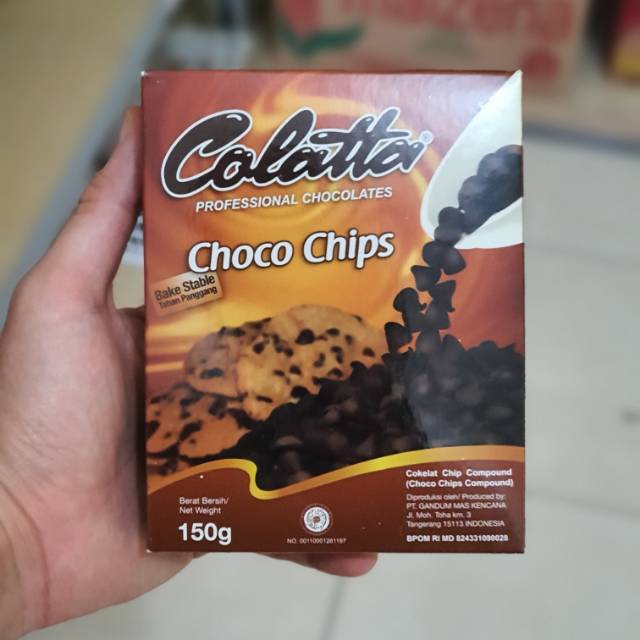 maizena
Colatta®
PROFESSIONAL CHOCOLATES
Choco Chips
Bake Stable
Tahan Panggang
Cokelat Chip Compound
(Choco Chips Compound)
Diproduksi oleh/ Produced by:
PT. GANDUM MAS KENCANA
Jl. Moh. Toha km. 3
Tangerang 15113 INDONESIA
BPOM RI MD 824331090028
Berat Bersih/
Net Weight
150g
NO. 00110001261197